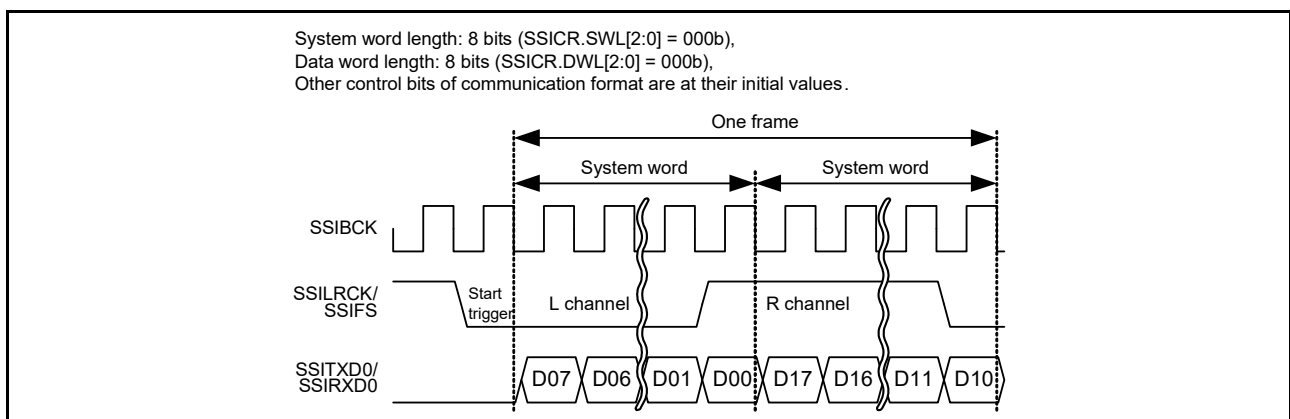 System word length: 8 bits (SSICR.SWL[2:0] = 000b),
Data word length: 8 bits (SSICR.DWL[2:0] = 000b),
Other control bits of communication format are at their initial values.
One frame
System word System word
SSIBCK
SSILRCK/
SSIFS
Start
trigger
L channel R channel
SSITXD0/
SSIRXD0
D07 D06 D01 D00 D17 D16 D11 D10